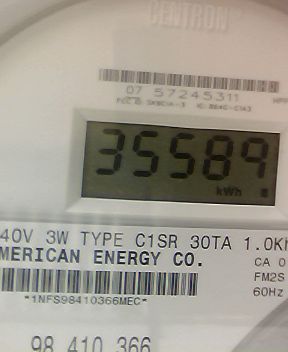 CENTRON
07 57245311
35589
kWh
40V 3W TYPE C1SR 30TA 1.0Kh
MERICAN ENERGY CO.
CA 0
FM2S
60Hz
*1NFS98410366MEC*
98 410 366